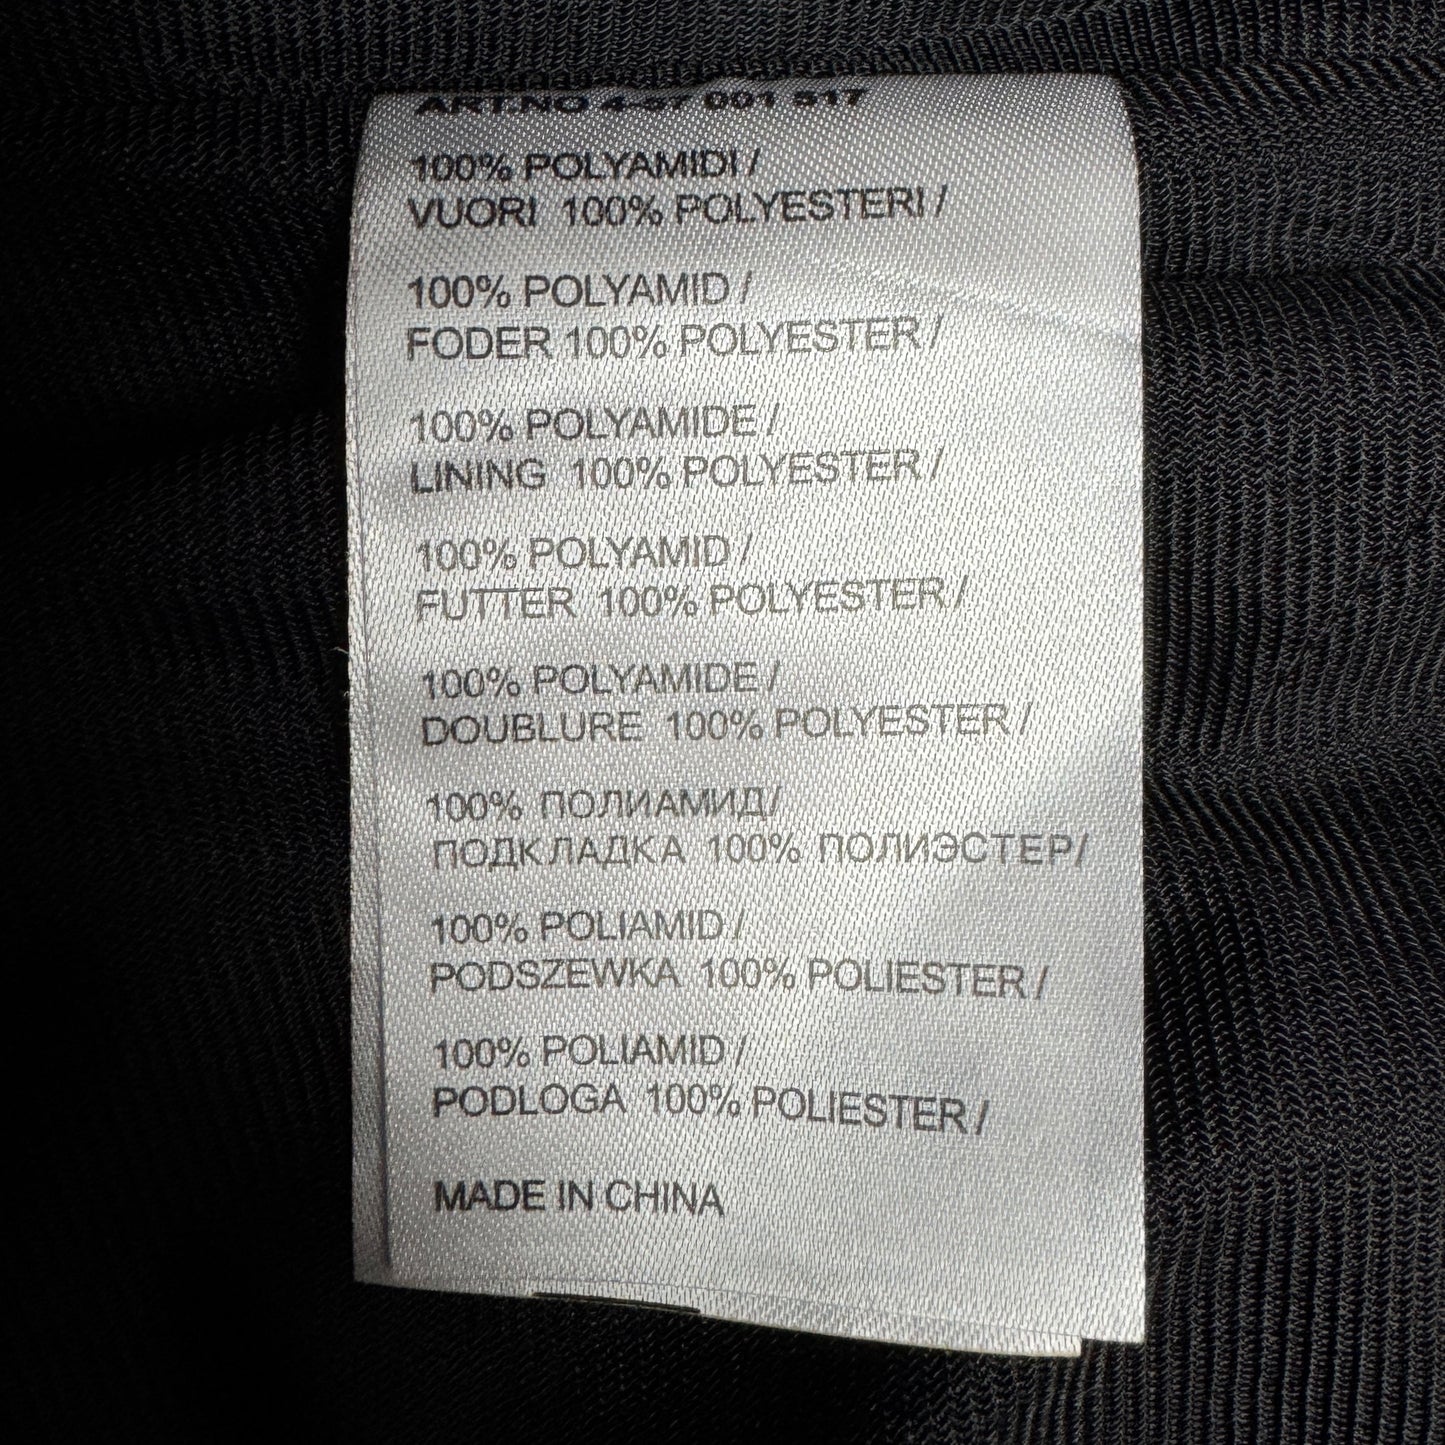 ART.NO 4-57 001 517
100% POLYAMIDI /
VUORI 100% POLYESTERI /
100% POLYAMID /
FODER 100% POLYESTER /
100% POLYAMIDE /
LINING 100% POLYESTER /
100% POLYAMID /
FUTTER 100% POLYESTER /
100% POLYAMIDE /
DOUBLURE 100% POLYESTER /
100% ПОЛИАМИД/
ПОДКЛАДКА 100% ПОЛИЭСТЕР/
100% POLIAMID /
PODSZEWKA 100% POLIESTER /
100% POLIAMID /
PODLOGA 100% POLIESTER /
MADE IN CHINA